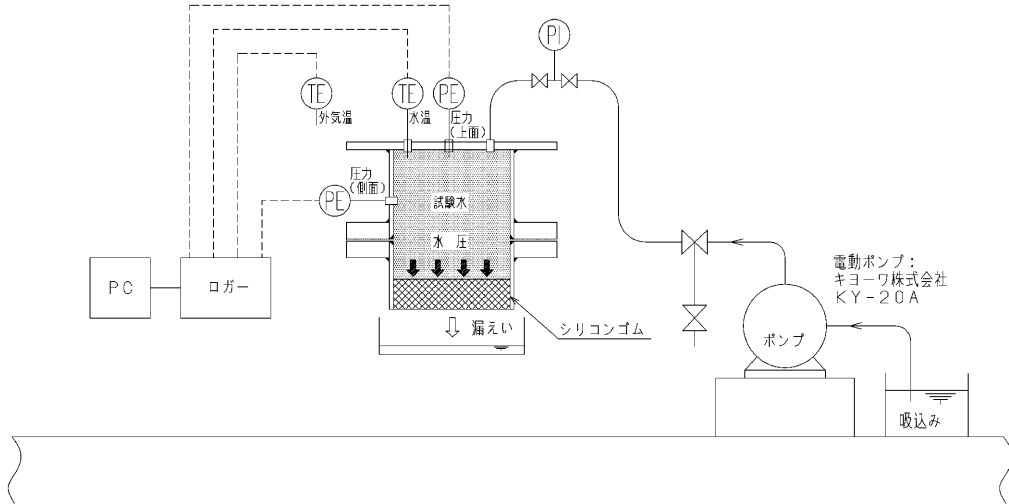 PI
TE
TE
PE
外気温
水温
圧力
(上面)
圧力
(側面)
PE
試験水
水 圧
PC
ロガー
電動ポンプ：
キヨーワ株式会社
KY-20A
漏えい
シリコンゴム
ポンプ
吸込み